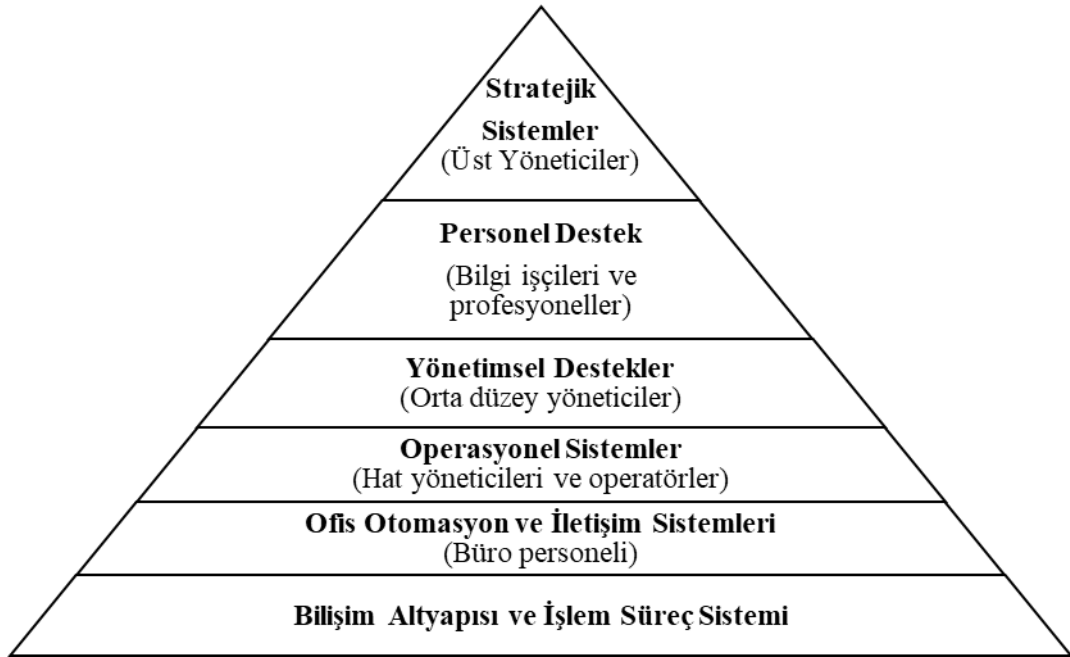 Stratejik
Sistemler
(Üst Yöneticiler)
Personel Destek
(Bilgi işçileri ve
profesyoneller)
Yönetimsel Destekler
(Orta düzey yöneticiler)
Operasyonel Sistemler
(Hat yöneticileri ve operatörler)
Ofis Otomasyon ve İletişim Sistemleri
(Büro personeli)
Bilişim Altyapısı ve İşlem Süreç Sistemi